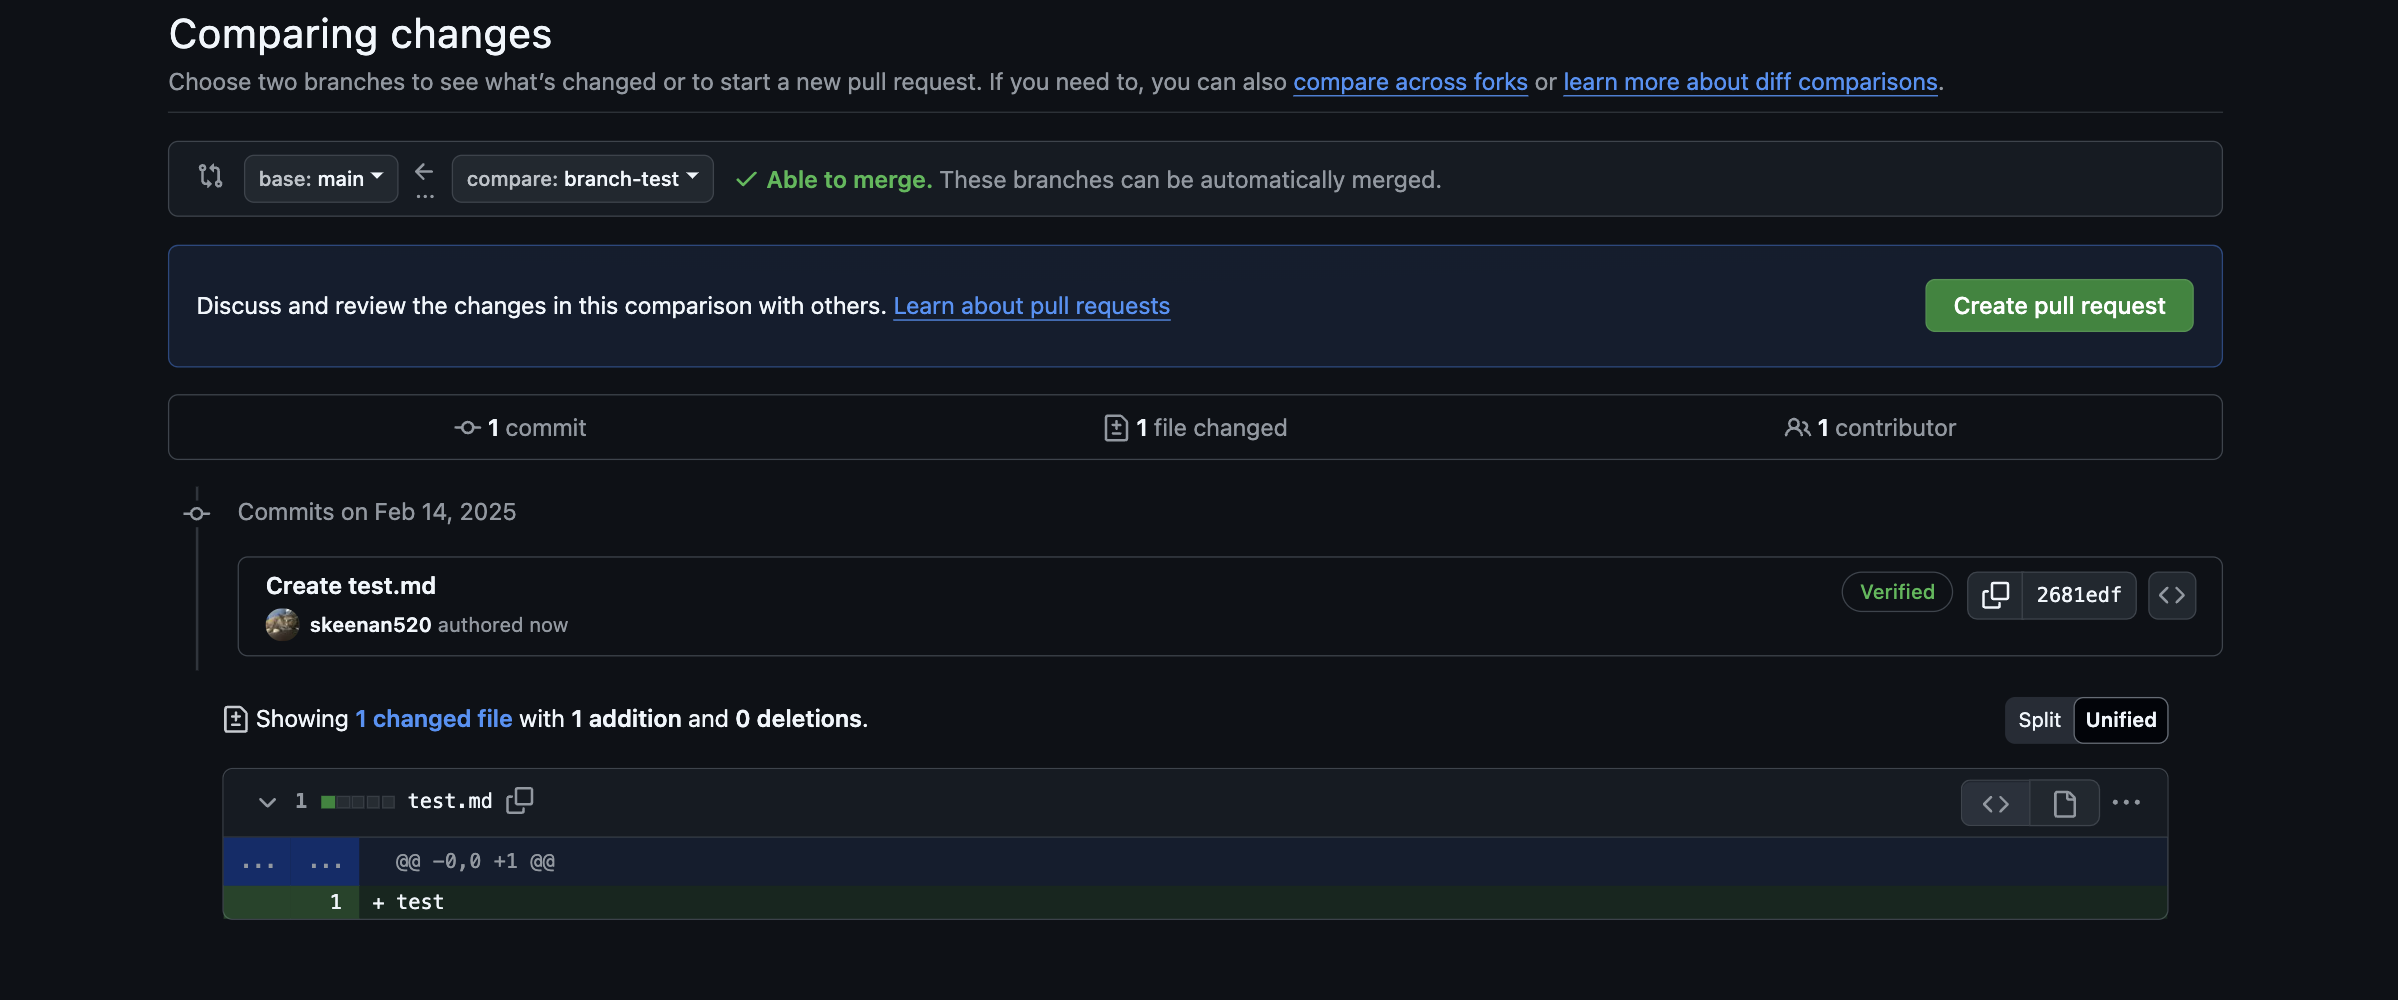 Comparing changes
Choose two branches to see what’s changed or to start a new pull request. If you need to, you can also compare across forks or learn more about diff comparisons.
base: main ... compare: branch-test Able to merge. These branches can be automatically merged.
Discuss and review the changes in this comparison with others. Learn about pull requests Create pull request
1 commit 1 file changed 1 contributor
Commits on Feb 14, 2025
Create test.md
skeenan520 authored now
Verified 2681edf
Showing 1 changed file with 1 addition and 0 deletions.
Split Unified
1 test.md
... ... @@ -0,0 +1 @@
1 + test